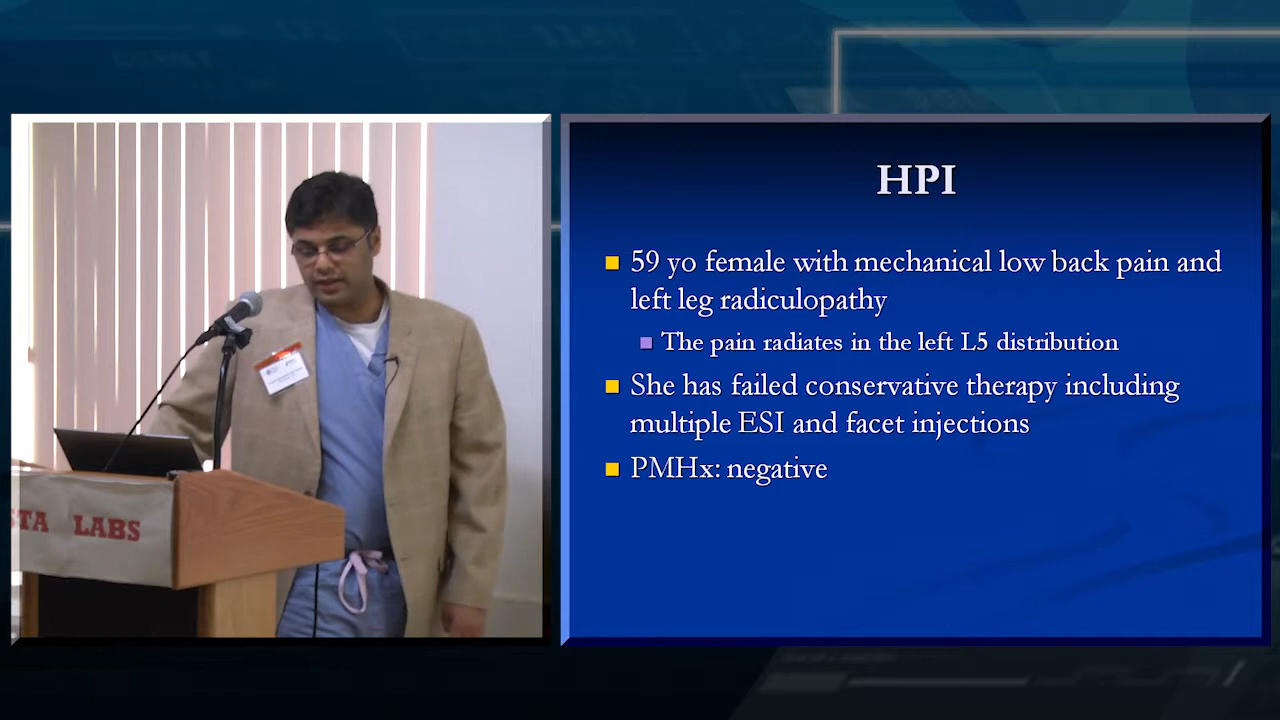 HPI
59 yo female with mechanical low back pain and
left leg radiculopathy
The pain radiates in the left L5 distribution
She has failed conservative therapy including
multiple ESI and facet injections
PMHx: negative
LABS